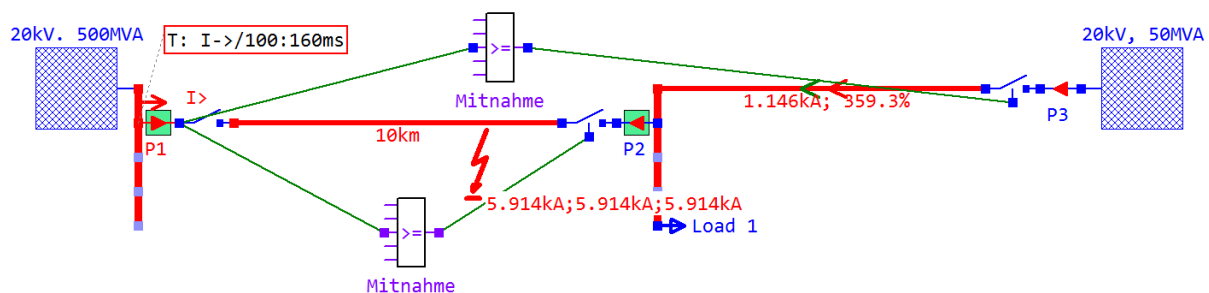 20kV. 500MVA
T: I->/100:160ms
>=
20kV, 50MVA
I>
Mitnahme
1.146kA; 359.3%
P3
P1
10km
P2
5.914kA;5.914kA;5.914kA
>=
Load 1
Mitnahme